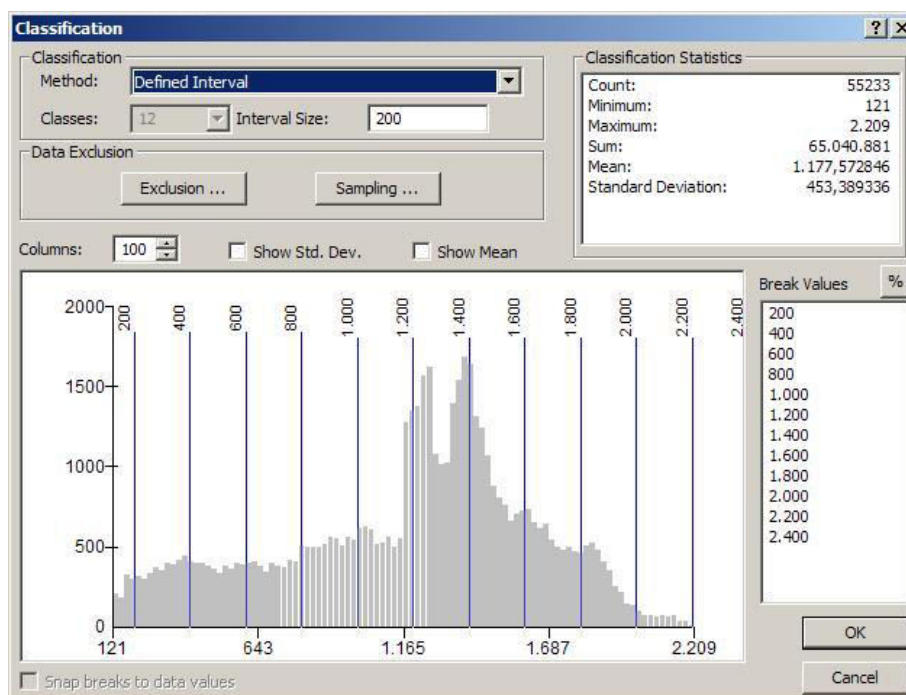 Classification
Classification
Method: Defined Interval
Classes: 12 Interval Size: 200
Data Exclusion
Exclusion ... Sampling ...
Classification Statistics
Count: 55233
Minimum: 121
Maximum: 2.209
Sum: 65.040.881
Mean: 1.177,572846
Standard Deviation: 453,389336
Columns: 100 Show Std. Dev. Show Mean
Break Values %
200
400
600
800
1.000
1.200
1.400
1.600
1.800
2.000
2.200
2.400
200 400 600 800 1.000 1.200 1.400 1.600 1.800 2.000 2.200 2.400
2000
1500
1000
500
0
121 643 1.165 1.687 2.209
Snap breaks to data values
OK
Cancel